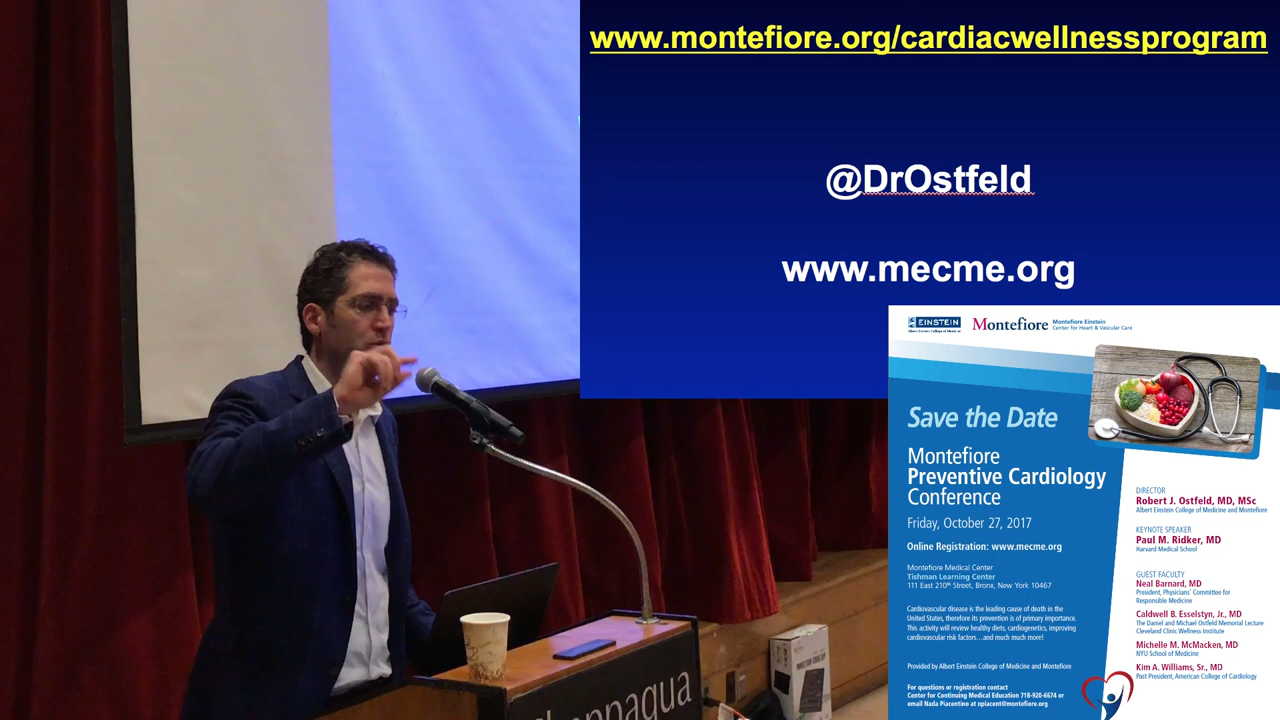 www.montefiore.org/cardiacwellnessprogram
@DrOstfeld
www.mecme.org
EINSTEIN
Albert Einstein College of Medicine
Montefiore
Montefiore Einstein
Center for Heart & Vascular Care
Save the Date
Montefiore
Preventive Cardiology
Conference
Friday, October 27, 2017
Online Registration: www.mecme.org
Montefiore Medical Center
Tishman Learning Center
111 East 210th Street, Bronx, New York 10467
Cardiovascular disease is the leading cause of death in the
United States, therefore its prevention is of primary importance.
This activity will review healthy diets, cardiogenetics, improving
cardiovascular risk factors…and much much more!
Provided by Albert Einstein College of Medicine and Montefiore
For questions or registration contact
Center for Continuing Medical Education 718-920-6674 or
email Nada Piacentino at npiacent@montefiore.org
DIRECTOR
Robert J. Ostfeld, MD, MSc
Albert Einstein College of Medicine and Montefiore
KEYNOTE SPEAKER
Paul M. Ridker, MD
Harvard Medical School
GUEST FACULTY
Neal Barnard, MD
President, Physicians' Committee for
Responsible Medicine
Caldwell B. Esselstyn, Jr., MD
The Daniel and Michael Ostfeld Memorial Lecture
Cleveland Clinic Wellness Institute
Michelle M. McMacken, MD
NYU School of Medicine
Kim A. Williams, Sr., MD
Past President, American College of Cardiology